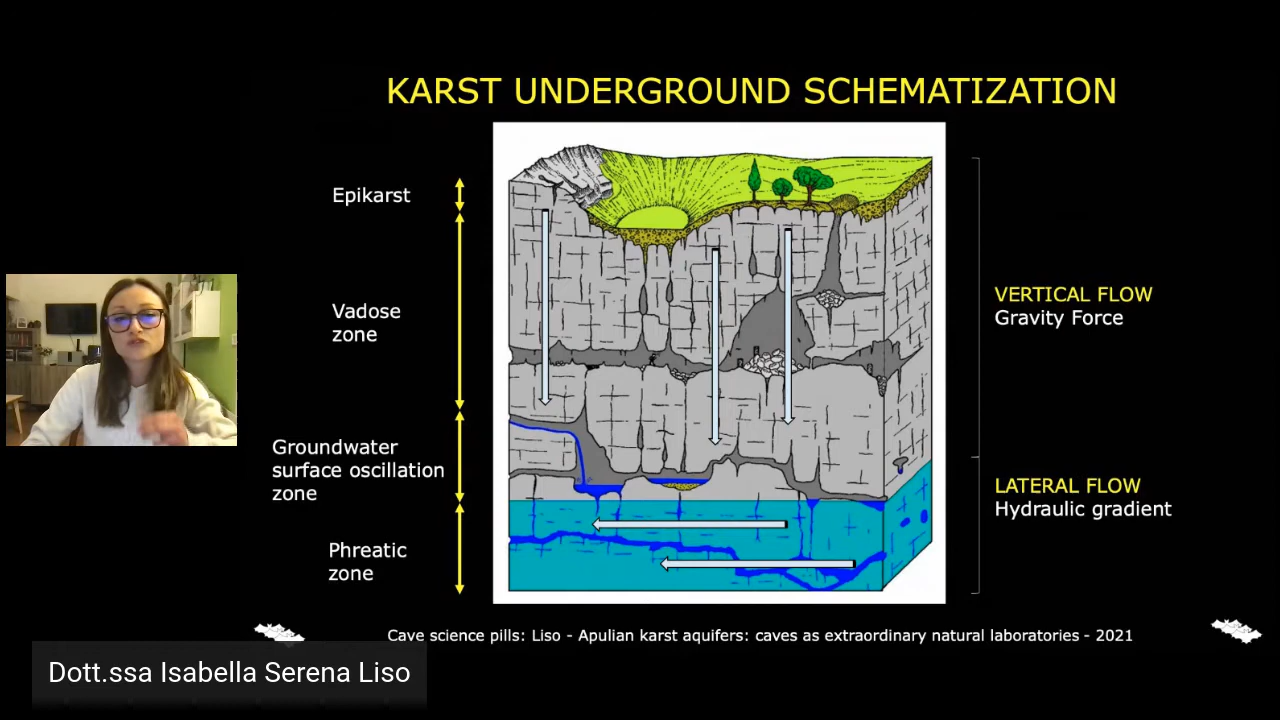 KARST UNDERGROUND SCHEMATIZATION
Epikarst
Vadose
zone
Groundwater
surface oscillation
zone
Phreatic
zone
VERTICAL FLOW
Gravity Force
LATERAL FLOW
Hydraulic gradient
Cave science pills: Liso - Apulian karst aquifers: caves as extraordinary natural laboratories - 2021
Dott.ssa Isabella Serena Liso